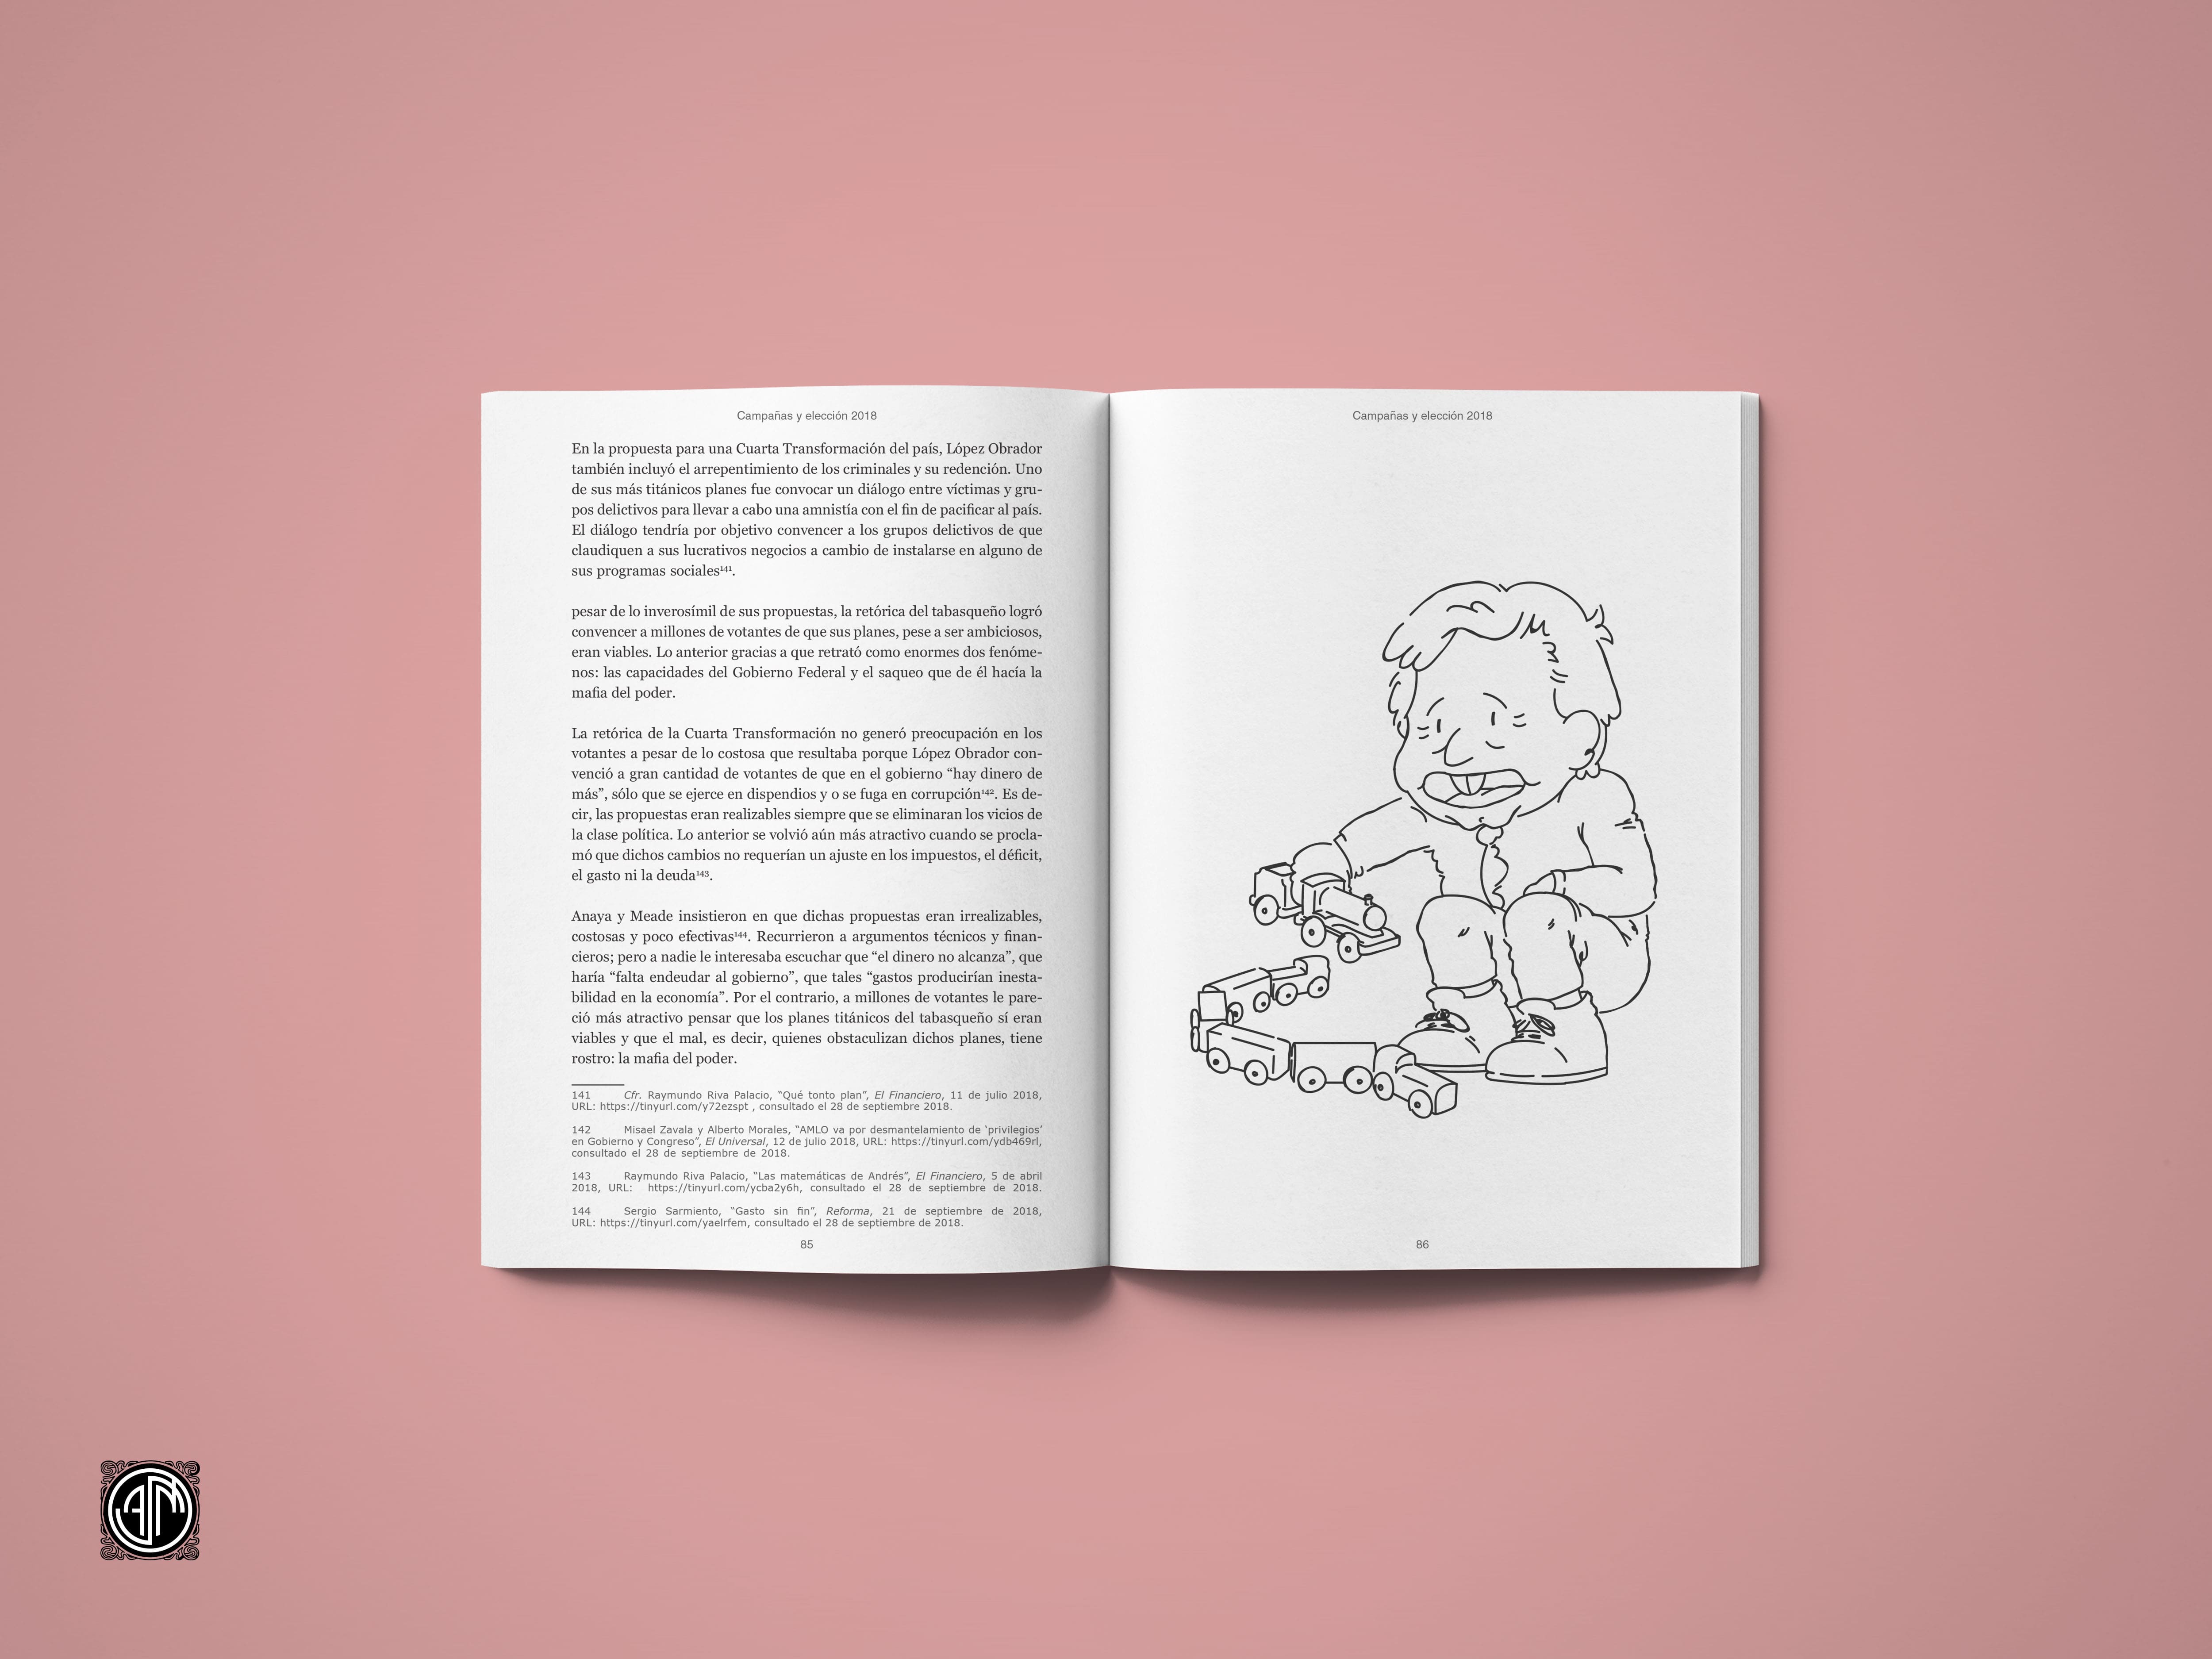 Campañas y elección 2018
En la propuesta para una Cuarta Transformación del país, López Obrador
también incluyó el arrepentimiento de los criminales y su redención. Uno
de sus más titánicos planes fue convocar un diálogo entre víctimas y gru-
pos delictivos para llevar a cabo una amnistía con el fin de pacificar al país.
El diálogo tendría por objetivo convencer a los grupos delictivos de que
claudiquen a sus lucrativos negocios a cambio de instalarse en alguno de
sus programas sociales¹⁴¹.
pesar de lo inverosímil de sus propuestas, la retórica del tabasqueño logró
convencer a millones de votantes de que sus planes, pese a ser ambiciosos,
eran viables. Lo anterior gracias a que retrató como enormes dos fenóme-
nos: las capacidades del Gobierno Federal y el saqueo que de él hacía la
mafia del poder.
La retórica de la Cuarta Transformación no generó preocupación en los
votantes a pesar de lo costosa que resultaba porque López Obrador con-
venció a gran cantidad de votantes de que en el gobierno “hay dinero de
más”, sólo que se ejerce en dispendios y o se fuga en corrupción¹⁴². Es de-
cir, las propuestas eran realizables siempre que se eliminaran los vicios de
la clase política. Lo anterior se volvió aún más atractivo cuando se procla-
mó que dichos cambios no requerían un ajuste en los impuestos, el déficit,
el gasto ni la deuda¹⁴³.
Anaya y Meade insistieron en que dichas propuestas eran irrealizables,
costosas y poco efectivas¹⁴⁴. Recurrieron a argumentos técnicos y finan-
cieros; pero a nadie le interesaba escuchar que “el dinero no alcanza”, que
haría “falta endeudar al gobierno”, que tales “gastos producirían inesta-
bilidad en la economía”. Por el contrario, a millones de votantes le pare-
ció más atractivo pensar que los planes titánicos del tabasqueño sí eran
viables y que el mal, es decir, quienes obstaculizan dichos planes, tiene
rostro: la mafia del poder.
141 Cfr. Raymundo Riva Palacio, “Qué tonto plan”, El Financiero, 11 de julio 2018,
URL: https://tinyurl.com/y72ezspt , consultado el 28 de septiembre 2018.
142 Misael Zavala y Alberto Morales, “AMLO va por desmantelamiento de ‘privilegios’
en Gobierno y Congreso”, El Universal, 12 de julio 2018, URL: https://tinyurl.com/ydb469rl,
consultado el 28 de septiembre de 2018.
143 Raymundo Riva Palacio, “Las matemáticas de Andrés”, El Financiero, 5 de abril
2018, URL: https://tinyurl.com/ycba2y6h, consultado el 28 de septiembre de 2018.
144 Sergio Sarmiento, “Gasto sin fin”, Reforma, 21 de septiembre de 2018,
URL: https://tinyurl.com/yaelrfem, consultado el 28 de septiembre de 2018.
85
Campañas y elección 2018
86